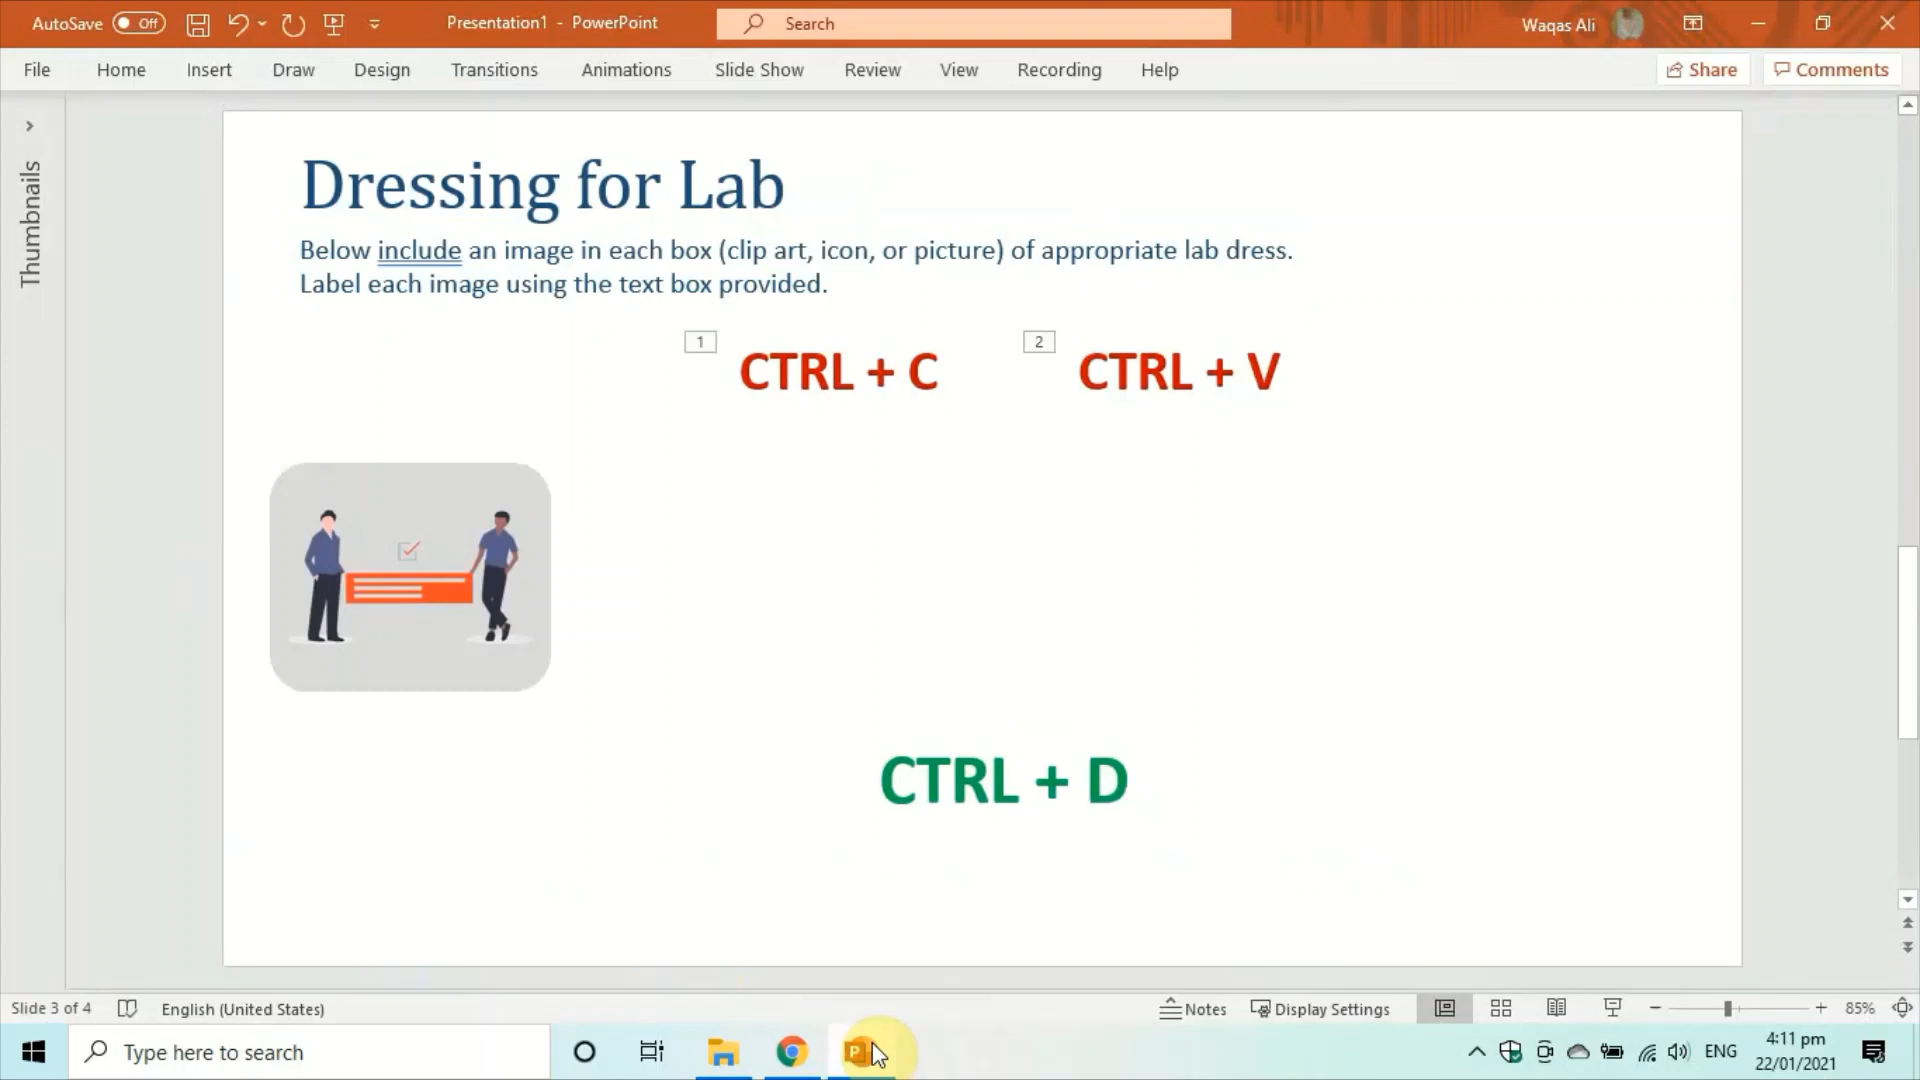 AutoSave Off Presentation1 - PowerPoint Search Waqas Ali
File Home Insert Draw Design Transitions Animations Slide Show Review View Recording Help Share Comments
Thumbnails
Dressing for Lab
Below include an image in each box (clip art, icon, or picture) of appropriate lab dress.
Label each image using the text box provided.
1 2
CTRL + C CTRL + V
CTRL + D
Slide 3 of 4 English (United States) Notes Display Settings 85%
Type here to search P ENG 4:11 pm
22/01/2021